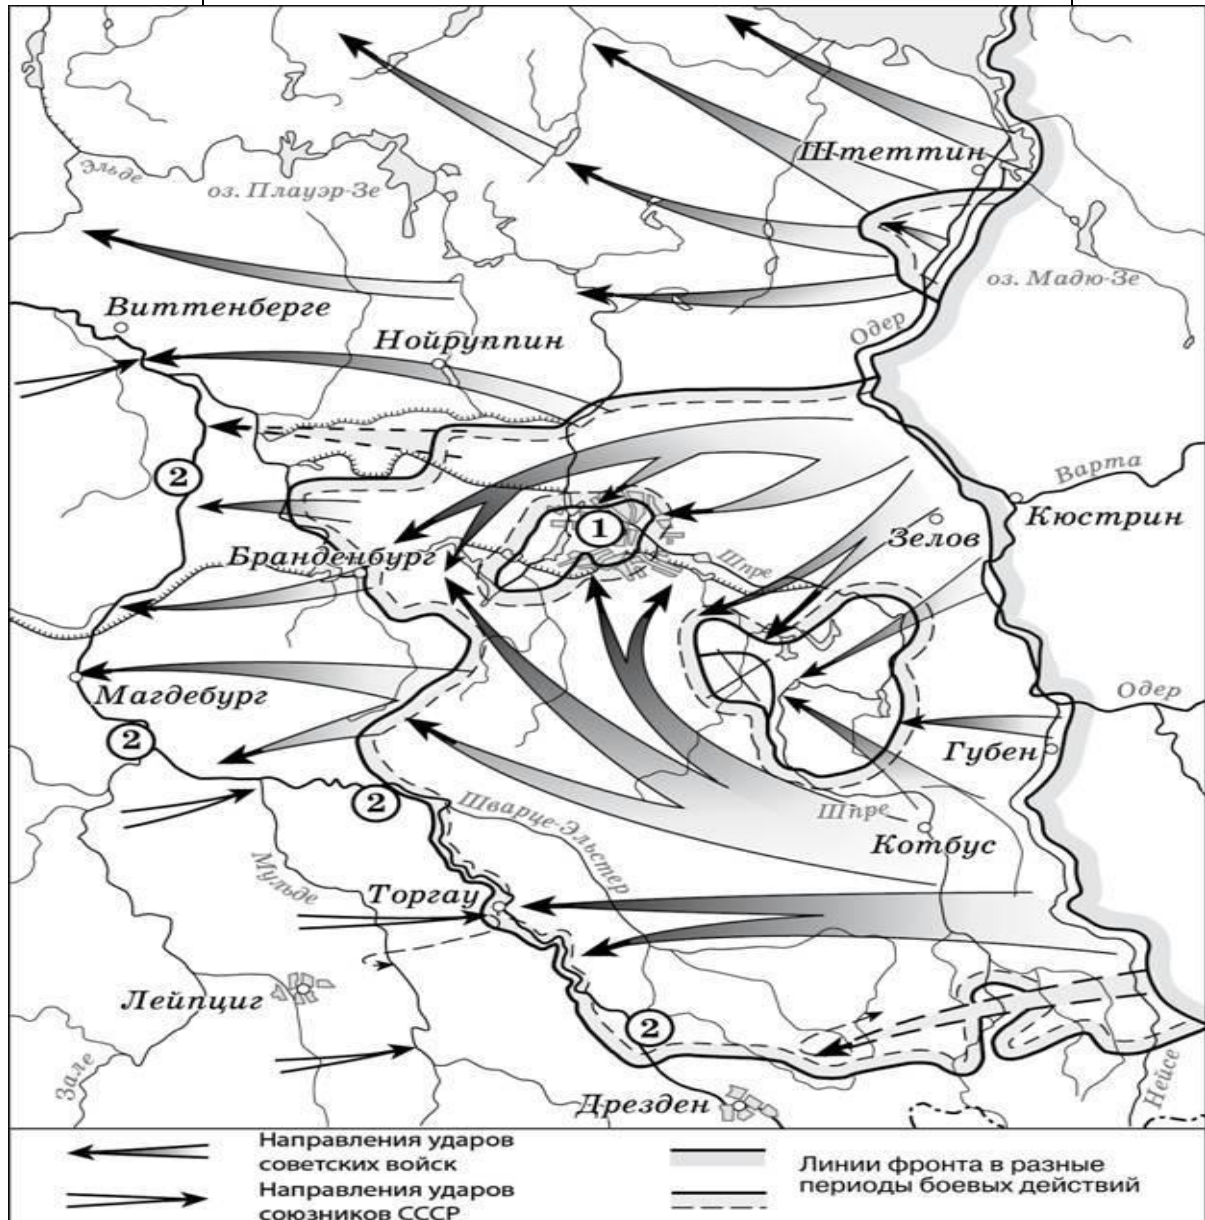 Штеттин
Эльде
оз. Плауэр-Зе
оз. Мадю-Зе
Виттенберге
Одер
Нойруппин
Варта
2
1
Кюстрин
Зелов
Шпре
Бранденбург
Магдебург
Одер
2
Губен
2
Шварце-Эльстер
Шпре
Котбус
Мульде
Торгау
Лейпциг
2
Зале
Нейсе
Дрезден
Направления ударов
советских войск
Направления ударов
союзников СССР
Линии фронта в разные
периоды боевых действий